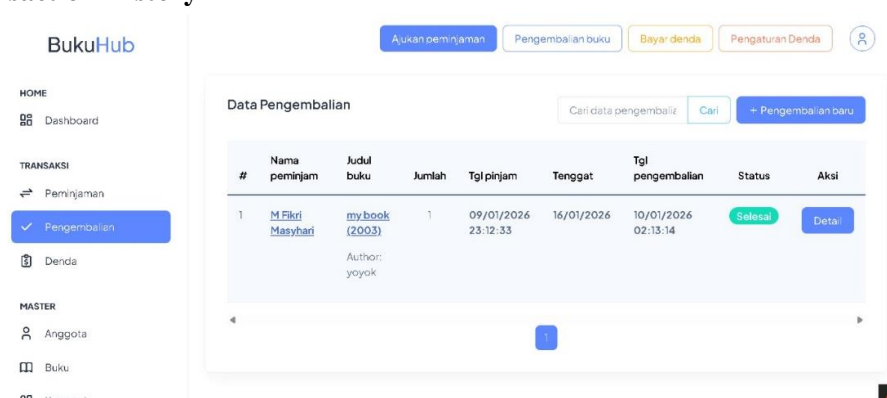 BukuHub
Ajukan peminjaman
Pengembalian buku
Bayar denda
Pengaturan Denda
HOME
Dashboard
TRANSAKSI
Peminjaman
Pengembalian
Denda
MASTER
Anggota
Buku
Data Pengembalian
Cari data pengembalia
Cari
+ Pengembalian baru
# Nama peminjam Judul buku Jumlah Tgl pinjam Tenggat Tgl pengembalian Status Aksi
1 M Fikri Masyhari my book (2003) 1 09/01/2026 23:12:33 16/01/2026 10/01/2026 02:13:14 Selesai Detail
Author: yoyok
1